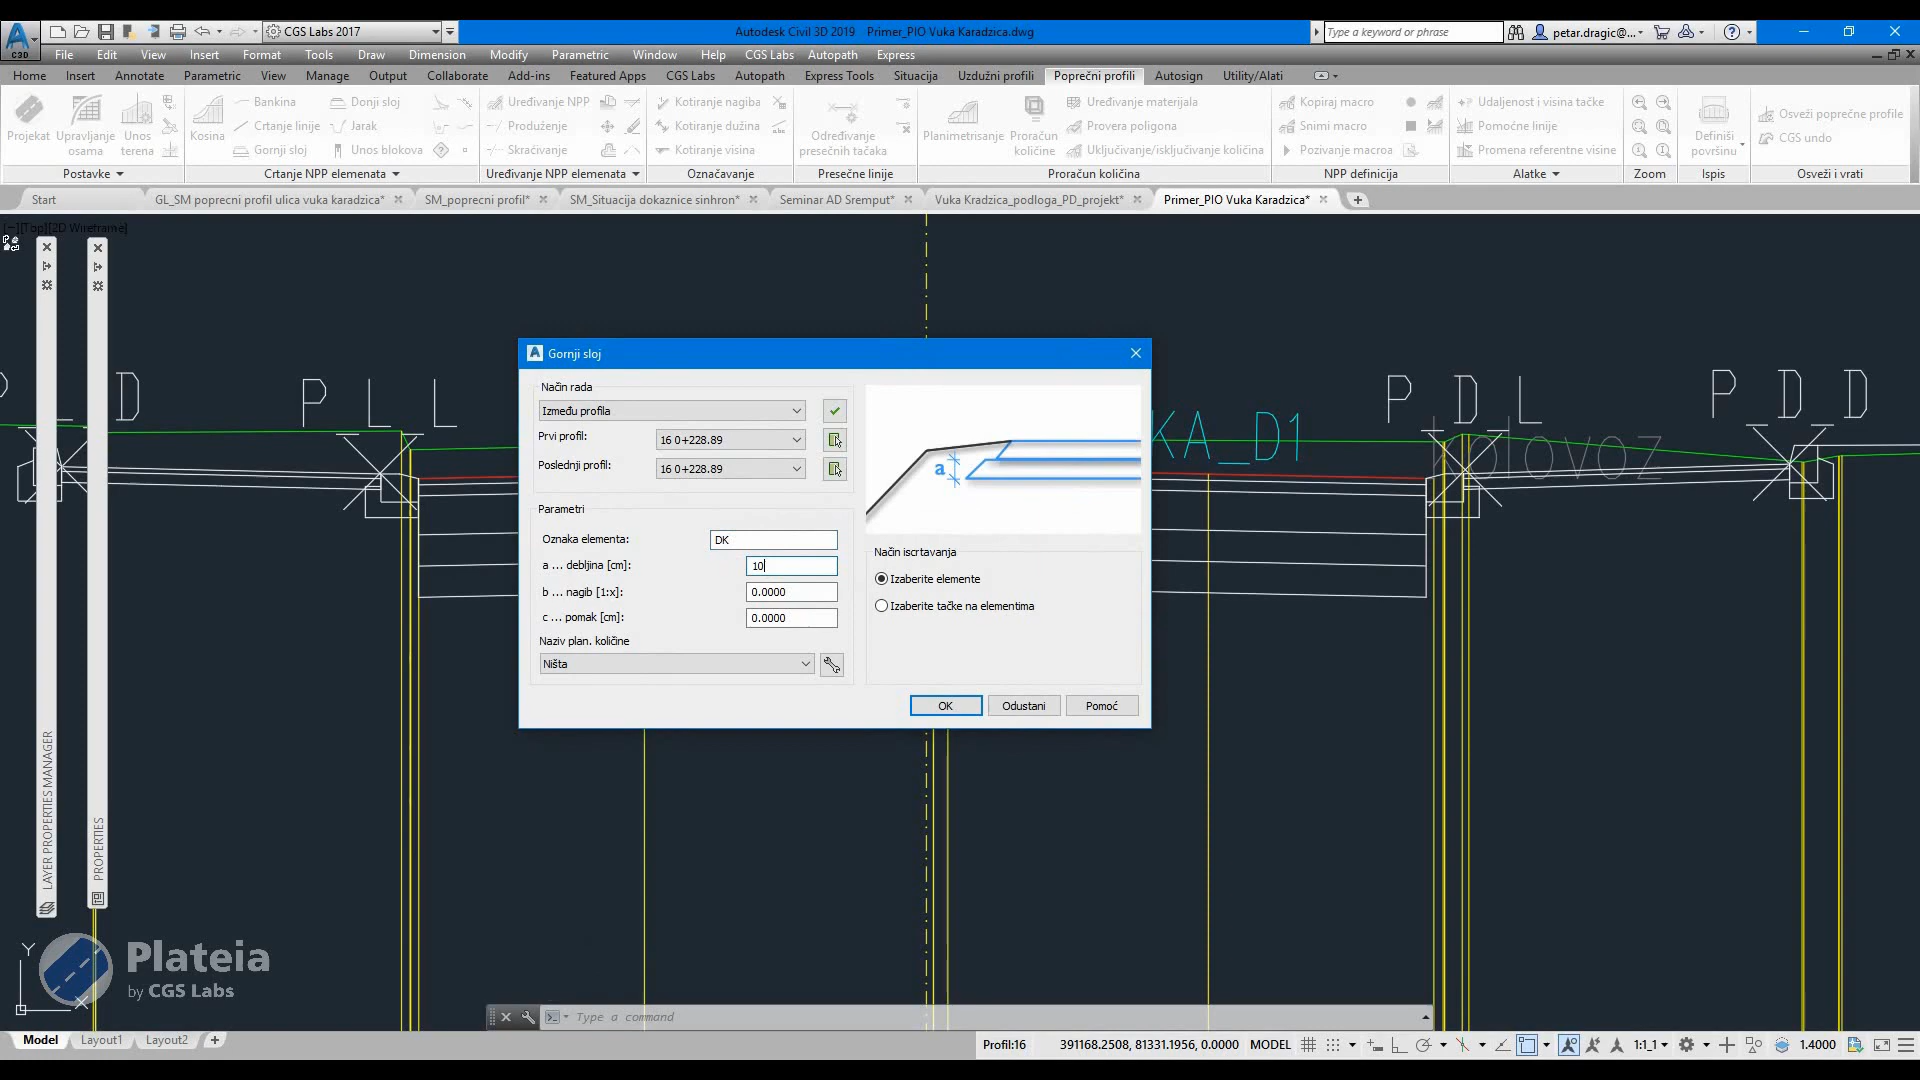 CGS Labs 2017
Autodesk Civil 3D 2019 Primer_PIO Vuka Karadzica.dwg
Type a keyword or phrase
petar.dragic@...
C3D
File Edit View Insert Format Tools Draw Dimension Modify Parametric Window Help CGS Labs Autopath Express
Home Insert Annotate Parametric View Manage Output Collaborate Add-ins Featured Apps CGS Labs Autopath Express Tools Situacija Uzdužni profili Poprečni profili Autosign Utility/Alati
Bankina Donji sloj Uređivanje NPP Kotiranje nagiba Uređivanje materijala Kopiraj macro Udaljenost i visina tačke
Osveži poprečne profile
Projekat Upravljanje osama Unos terena Kosina Crtanje linije Jarak Produženje Kotiranje dužina Određivanje presečnih tačaka Planimetrisanje Proračun količine Provera poligona Snimi macro Pomoćne linije Definiši površinu CGS undo
Gornji sloj Unos blokova Skraćivanje Kotiranje visina Uključivanje/isključivanje količina Pozivanje macroa Promena referentne visine
Postavke Crtanje NPP elemenata Uređivanje NPP elemenata Označavanje Presečne linije Proračun količina NPP definicija Alatke Zoom Ispis Osveži i vrati
Start GL_SM poprecni profil ulica vuka karadzica* SM_poprecni profil* SM_Situacija dokaznice sinhron* Seminar AD Sremput* Vuka Kradzica_podloga_PD_projekt* Primer_PIO Vuka Karadzica*
[−][Top][2D Wireframe]
Gornji sloj
Način rada
Između profila
Prvi profil: 16 0+228.89
Poslednji profil: 16 0+228.89
Parametri
Oznaka elementa: DK
a ... debljina [cm]: 10
b ... nagib [1:x]: 0.0000
c ... pomak [cm]: 0.0000
Naziv plan. količine
Ništa
a
Način iscrtavanja
Izaberite elemente
Izaberite tačke na elementima
OK Odustani Pomoć
D
P L L
KA_D1
P D L
P D D
Kolovoz
LAYER PROPERTIES MANAGER
PROPERTIES
Plateia
by CGS Labs
Y
X
Type a command
Model Layout1 Layout2
Profil:16 391168.2508, 81331.1956, 0.0000 MODEL 1:1_1 1.4000